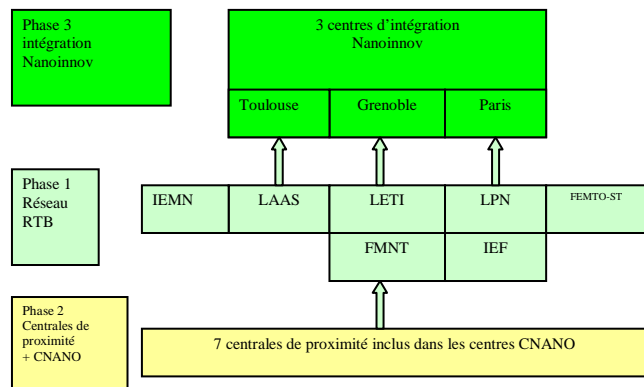 Phase 3
intégration
Nanoinnov
3 centres d'intégration
Nanoinnov
Toulouse
Grenoble
Paris
Phase 1
Réseau
RTB
IEMN
LAAS
LETI
LPN
FEMTO-ST
FMNT
IEF
Phase 2
Centrales de
proximité
+ CNANO
7 centrales de proximité inclus dans les centres CNANO